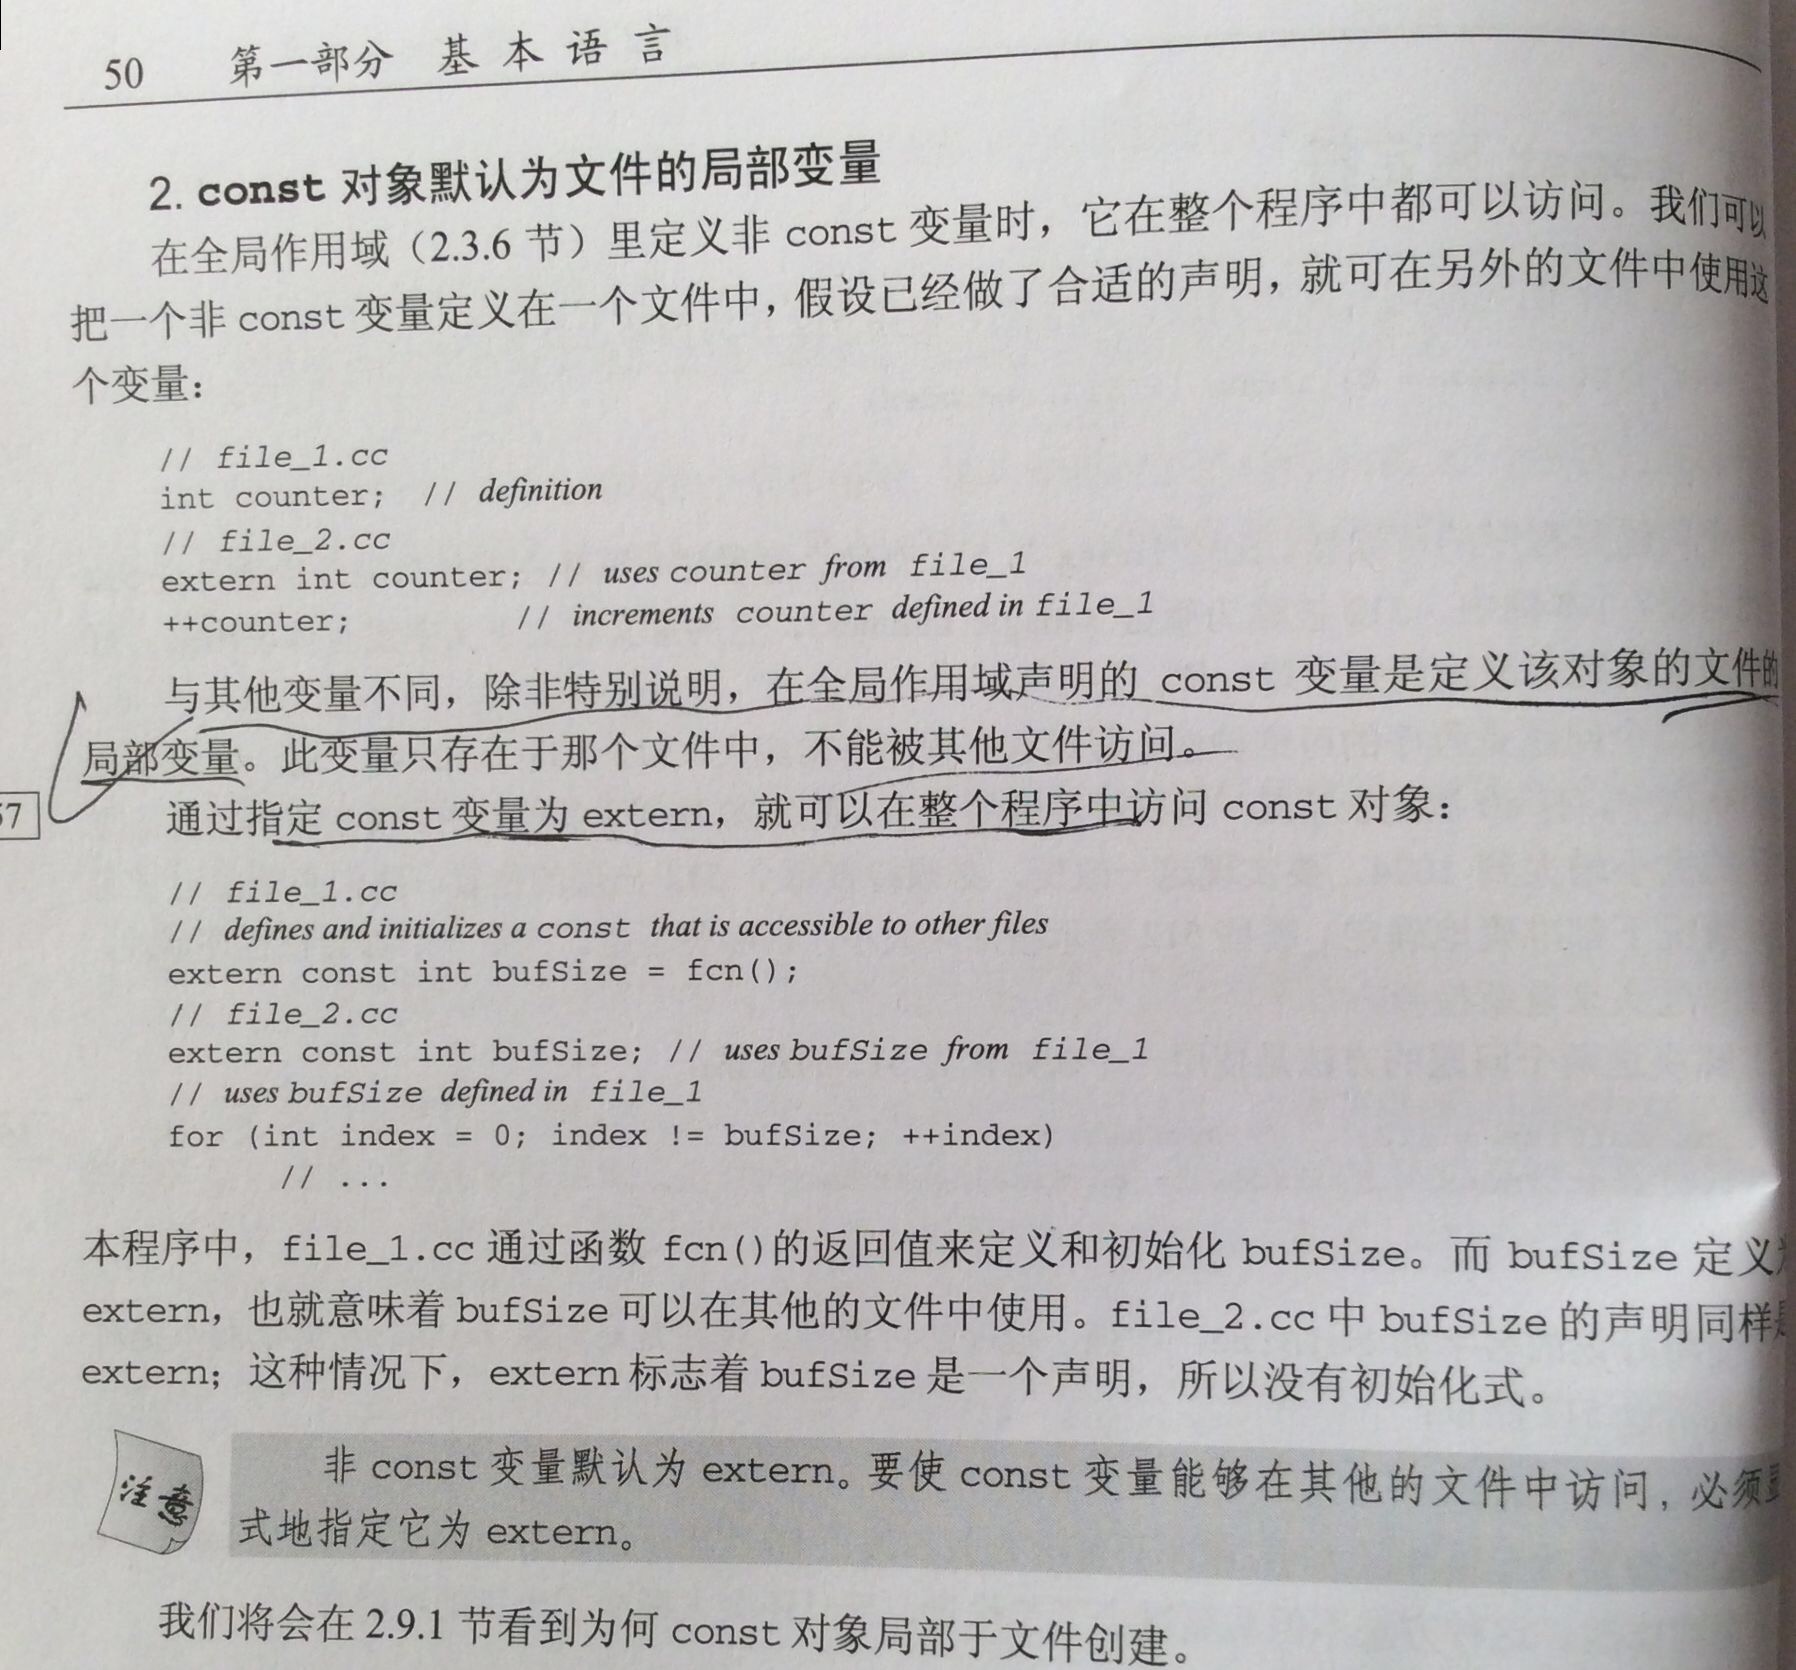 50 第一部分 基本语言
2. const 对象默认为文件的局部变量
在全局作用域（2.3.6 节）里定义非 const 变量时，它在整个程序中都可以访问。我们可以
把一个非 const 变量定义在一个文件中，假设已经做了合适的声明，就可在另外的文件中使用这
个变量：
// file_1.cc
int counter; // definition
// file_2.cc
extern int counter; // uses counter from file_1
++counter; // increments counter defined in file_1
与其他变量不同，除非特别说明，在全局作用域声明的 const 变量是定义该对象的文件的
局部变量。此变量只存在于那个文件中，不能被其他文件访问。
57
通过指定 const 变量为 extern，就可以在整个程序中访问 const 对象：
// file_1.cc
// defines and initializes a const that is accessible to other files
extern const int bufSize = fcn();
// file_2.cc
extern const int bufSize; // uses bufSize from file_1
// uses bufSize defined in file_1
for (int index = 0; index != bufSize; ++index)
// ...
本程序中，file_1.cc 通过函数 fcn()的返回值来定义和初始化 bufSize。而 bufSize 定义
extern，也就意味着 bufSize 可以在其他的文件中使用。file_2.cc 中 bufSize 的声明同样
extern；这种情况下，extern 标志着 bufSize 是一个声明，所以没有初始化式。
注意
非 const 变量默认为 extern。要使 const 变量能够在其他的文件中访问，必须
式地指定它为 extern。
我们将会在 2.9.1 节看到为何 const 对象局部于文件创建。